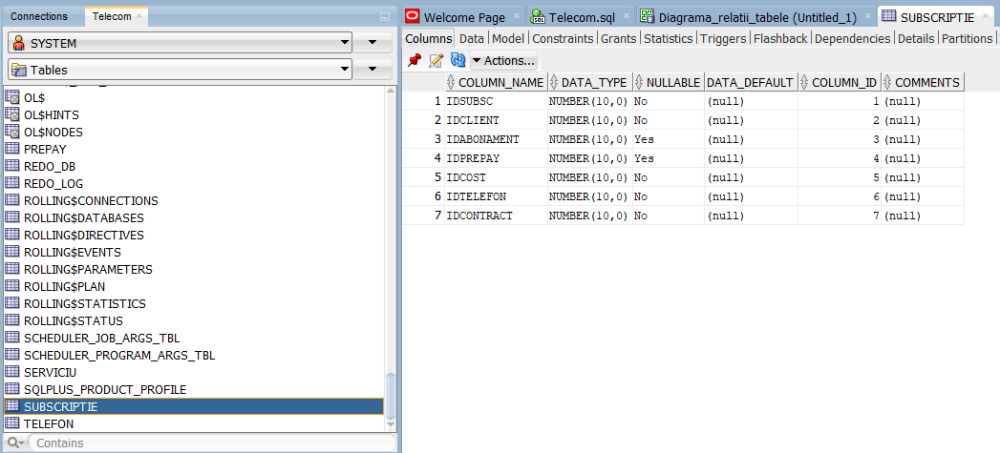 Connections Telecom
Welcome Page Telecom.sql Diagrama_relatii_tabele (Untitled_1) SUBSCRIPTIE
SYSTEM
Tables
OL$
OL$HINTS
OL$NODES
PREPAY
REDO_DB
REDO_LOG
ROLLING$CONNECTIONS
ROLLING$DATABASES
ROLLING$DIRECTIVES
ROLLING$EVENTS
ROLLING$PARAMETERS
ROLLING$PLAN
ROLLING$STATISTICS
ROLLING$STATUS
SCHEDULER_JOB_ARGS_TBL
SCHEDULER_PROGRAM_ARGS_TBL
SERVICIU
SQLPLUS_PRODUCT_PROFILE
SUBSCRIPTIE
TELEFON
Contains
Columns Data Model Constraints Grants Statistics Triggers Flashback Dependencies Details Partitions
Actions...
COLUMN_NAME DATA_TYPE NULLABLE DATA_DEFAULT COLUMN_ID COMMENTS
1 IDSUBSC NUMBER(10,0) No (null) 1 (null)
2 IDCLIENT NUMBER(10,0) No (null) 2 (null)
3 IDABONAMENT NUMBER(10,0) Yes (null) 3 (null)
4 IDPREPAY NUMBER(10,0) Yes (null) 4 (null)
5 IDCOST NUMBER(10,0) No (null) 5 (null)
6 IDTELEFON NUMBER(10,0) No (null) 6 (null)
7 IDCONTRACT NUMBER(10,0) No (null) 7 (null)